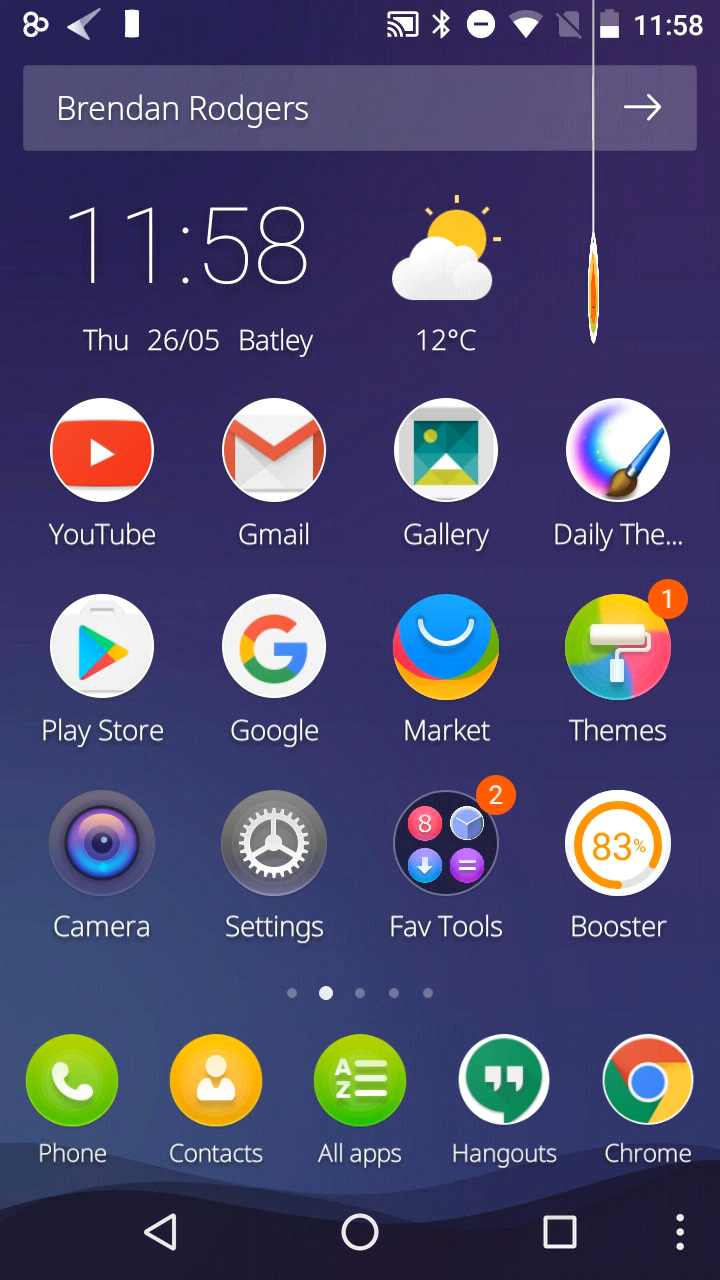 11:58
Brendan Rodgers
11:58
Thu 26/05 Batley
12°C
YouTube
Gmail
Gallery
Daily The...
1
Play Store
Google
Market
Themes
8
2
83%
Camera
Settings
Fav Tools
Booster
A
Z
Phone
Contacts
All apps
Hangouts
Chrome